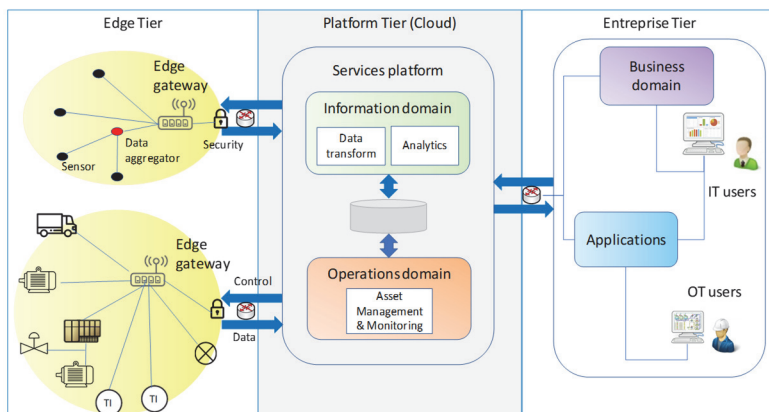 Edge Tier
Platform Tier (Cloud)
Entreprise Tier
Edge
gateway
Security
Data
aggregator
Sensor
Services platform
Information domain
Data
transform
Analytics
Business
domain
IT users
Applications
Edge
gateway
Control
Data
Operations domain
Asset
Management
& Monitoring
OT users
TI
TI